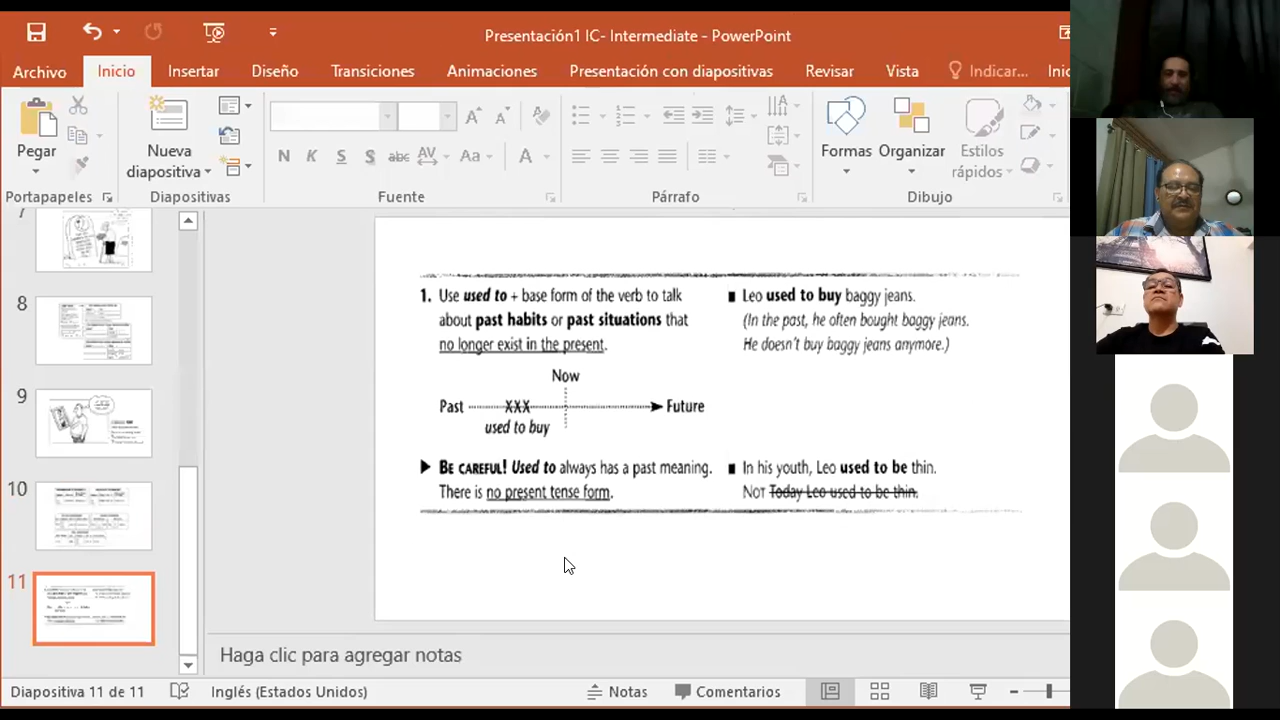 Presentación1 IC- Intermediate - PowerPoint
Archivo Inicio Insertar Diseño Transiciones Animaciones Presentación con diapositivas Revisar Vista Indicar... Inic
Pegar
Nueva diapositiva
N K S S abc AV Aa A
Formas Organizar Estilos rápidos
Portapapeles Diapositivas Fuente Párrafo Dibujo
7
8
9
10
11
1. Use used to + base form of the verb to talk
about past habits or past situations that
no longer exist in the present.
■ Leo used to buy baggy jeans.
(In the past, he often bought baggy jeans.
He doesn't buy baggy jeans anymore.)
Now
Past XXX Future
used to buy
BE CAREFUL! Used to always has a past meaning.
There is no present tense form.
■ In his youth, Leo used to be thin.
NOT Today Leo used to be thin.
Haga clic para agregar notas
Diapositiva 11 de 11 Inglés (Estados Unidos) Notas Comentarios